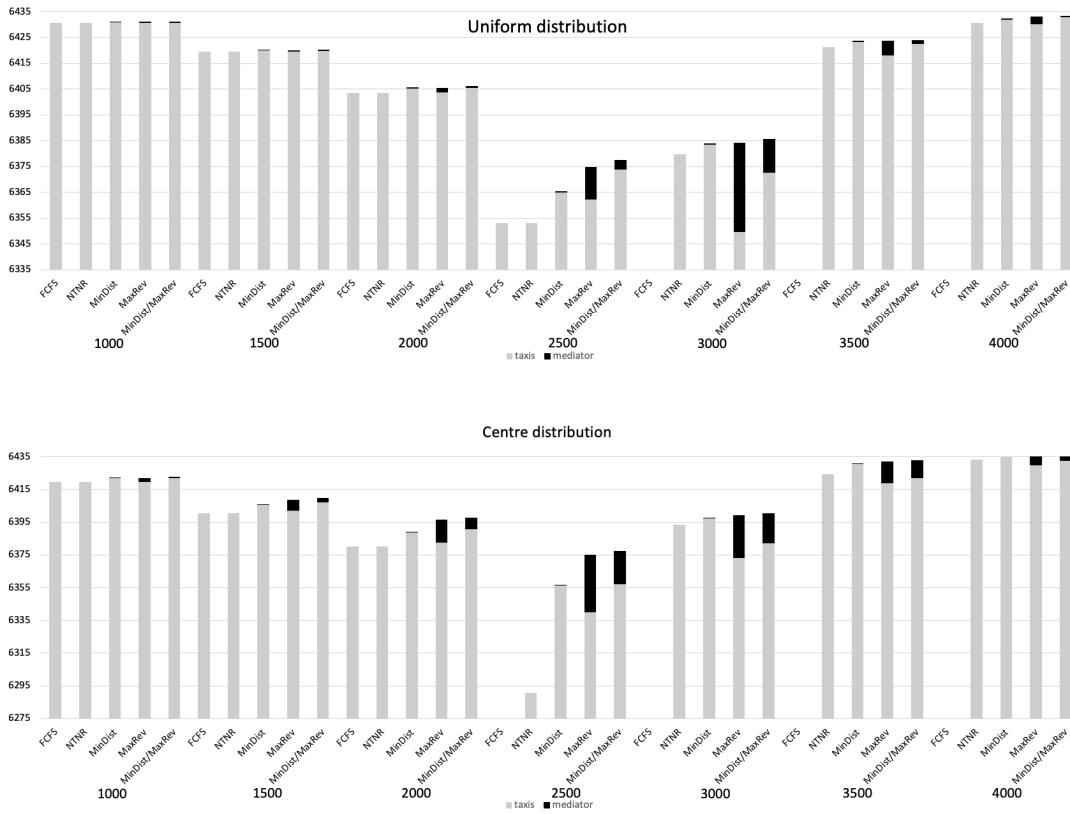 Uniform distribution
6435
6425
6415
6405
6395
6385
6375
6365
6355
6345
6335
FCFS NTNR MinDist MaxRev MinDist/MaxRev FCFS NTNR MinDist MaxRev MinDist/MaxRev FCFS NTNR MinDist MaxRev MinDist/MaxRev FCFS NTNR MinDist MaxRev MinDist/MaxRev FCFS NTNR MinDist MaxRev MinDist/MaxRev FCFS NTNR MinDist MaxRev MinDist/MaxRev FCFS NTNR MinDist MaxRev MinDist/MaxRev
1000 1500 2000 2500 3000 3500 4000
taxis mediator
Centre distribution
6435
6415
6395
6375
6355
6335
6315
6295
6275
FCFS NTNR MinDist MaxRev MinDist/MaxRev FCFS NTNR MinDist MaxRev MinDist/MaxRev FCFS NTNR MinDist MaxRev MinDist/MaxRev FCFS NTNR MinDist MaxRev MinDist/MaxRev FCFS NTNR MinDist MaxRev MinDist/MaxRev FCFS NTNR MinDist MaxRev MinDist/MaxRev FCFS NTNR MinDist MaxRev MinDist/MaxRev
1000 1500 2000 2500 3000 3500 4000
taxis mediator